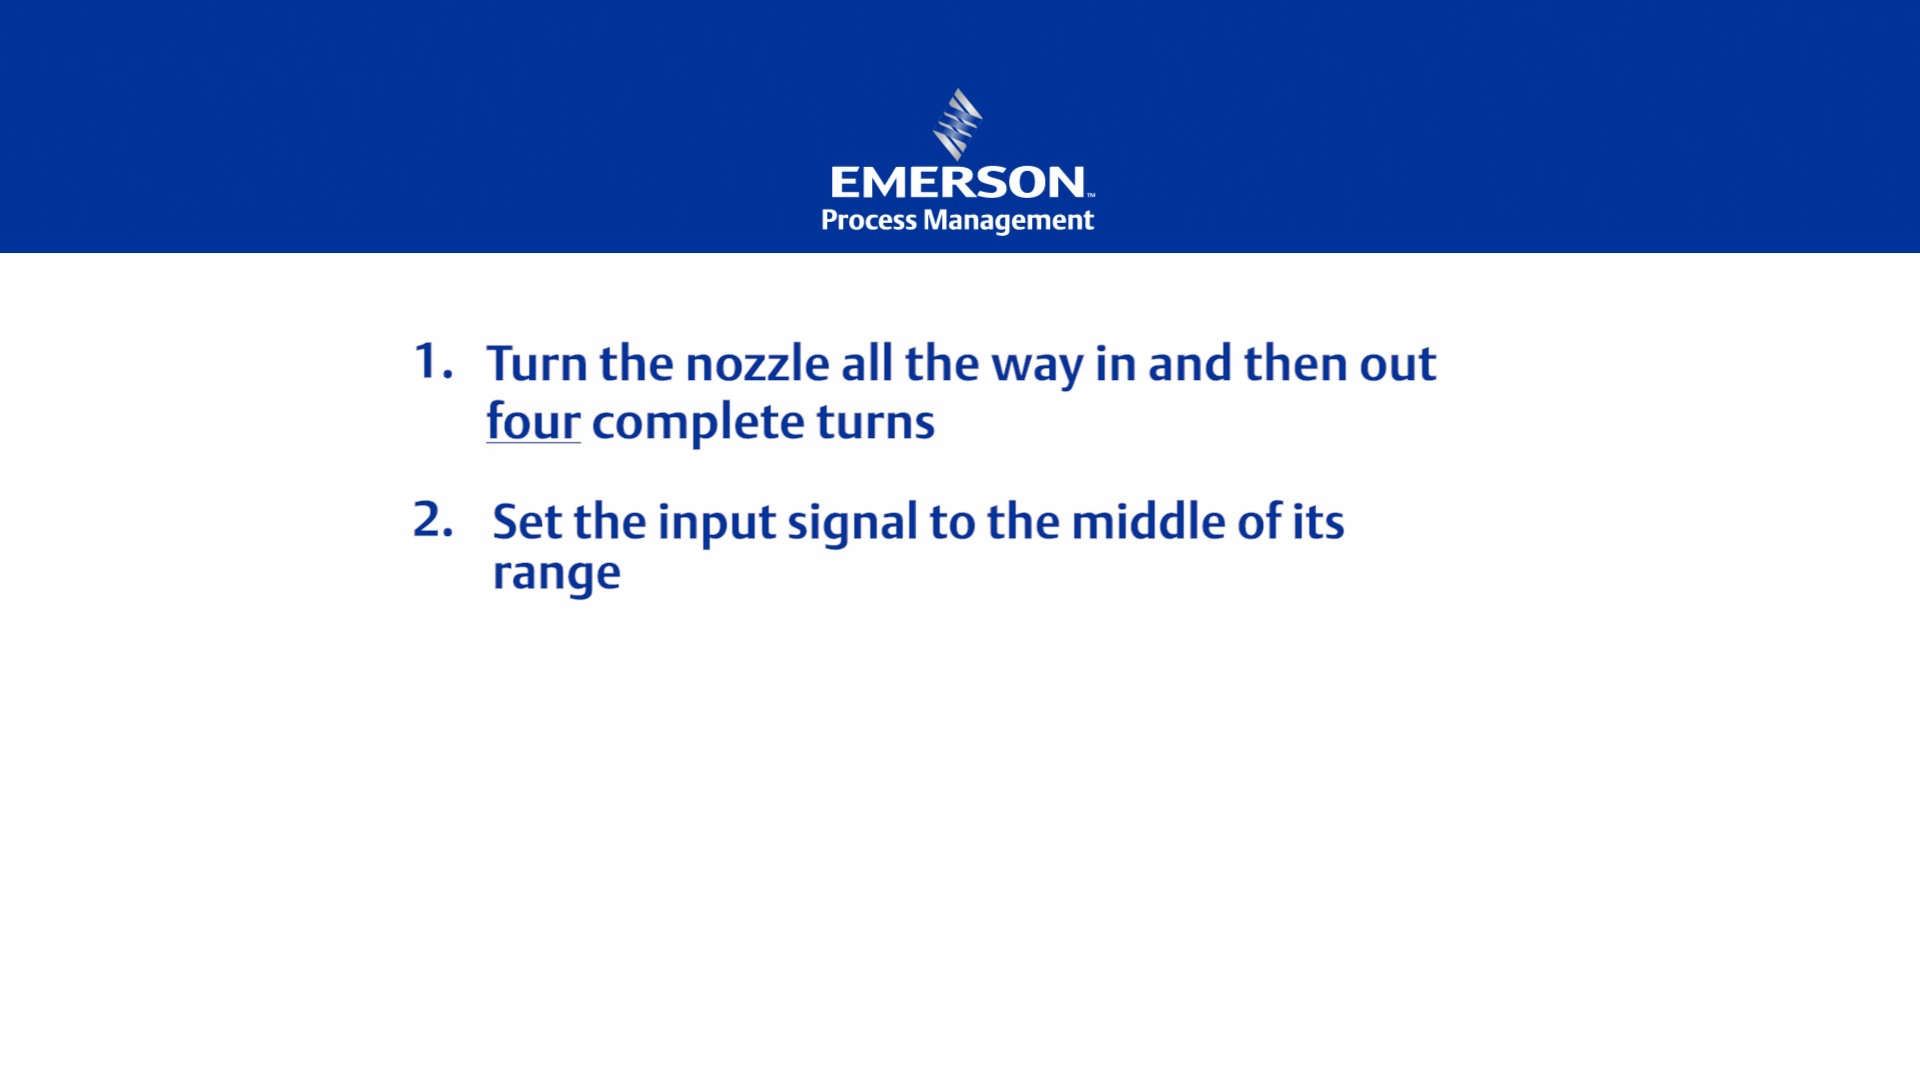 EMERSON™
Process Management
1. Turn the nozzle all the way in and then out
four complete turns
2. Set the input signal to the middle of its
range